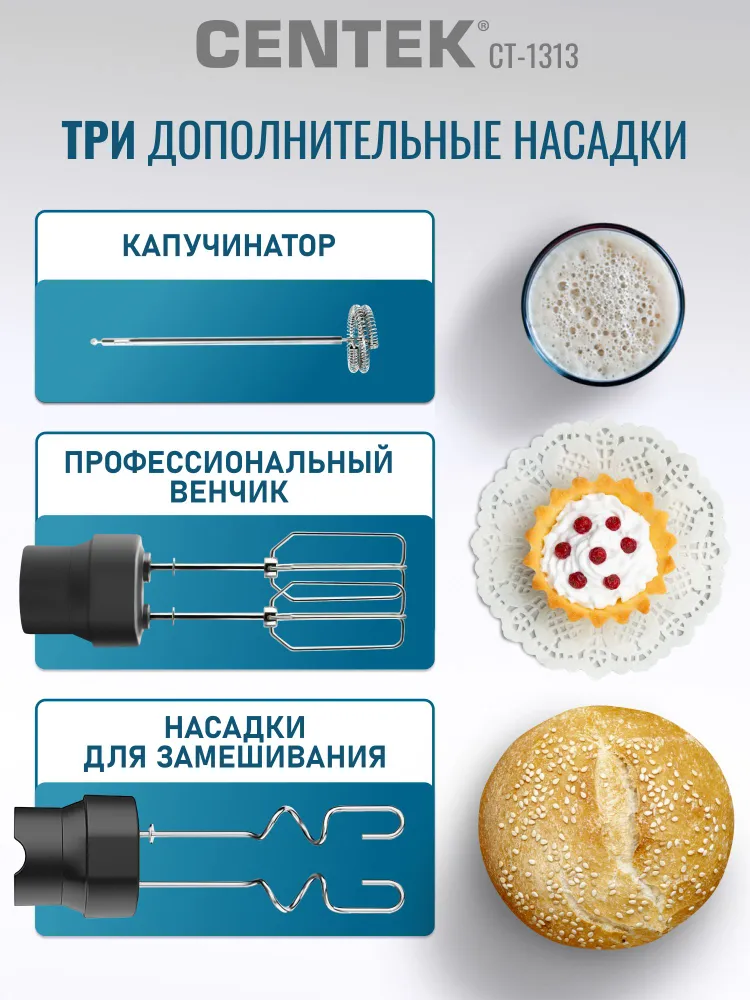 CENTEK® CT-1313
ТРИ ДОПОЛНИТЕЛЬНЫЕ НАСАДКИ
КАПУЧИНАТОР
ПРОФЕССИОНАЛЬНЫЙ
ВЕНЧИК
НАСАДКИ
ДЛЯ ЗАМЕШИВАНИЯ